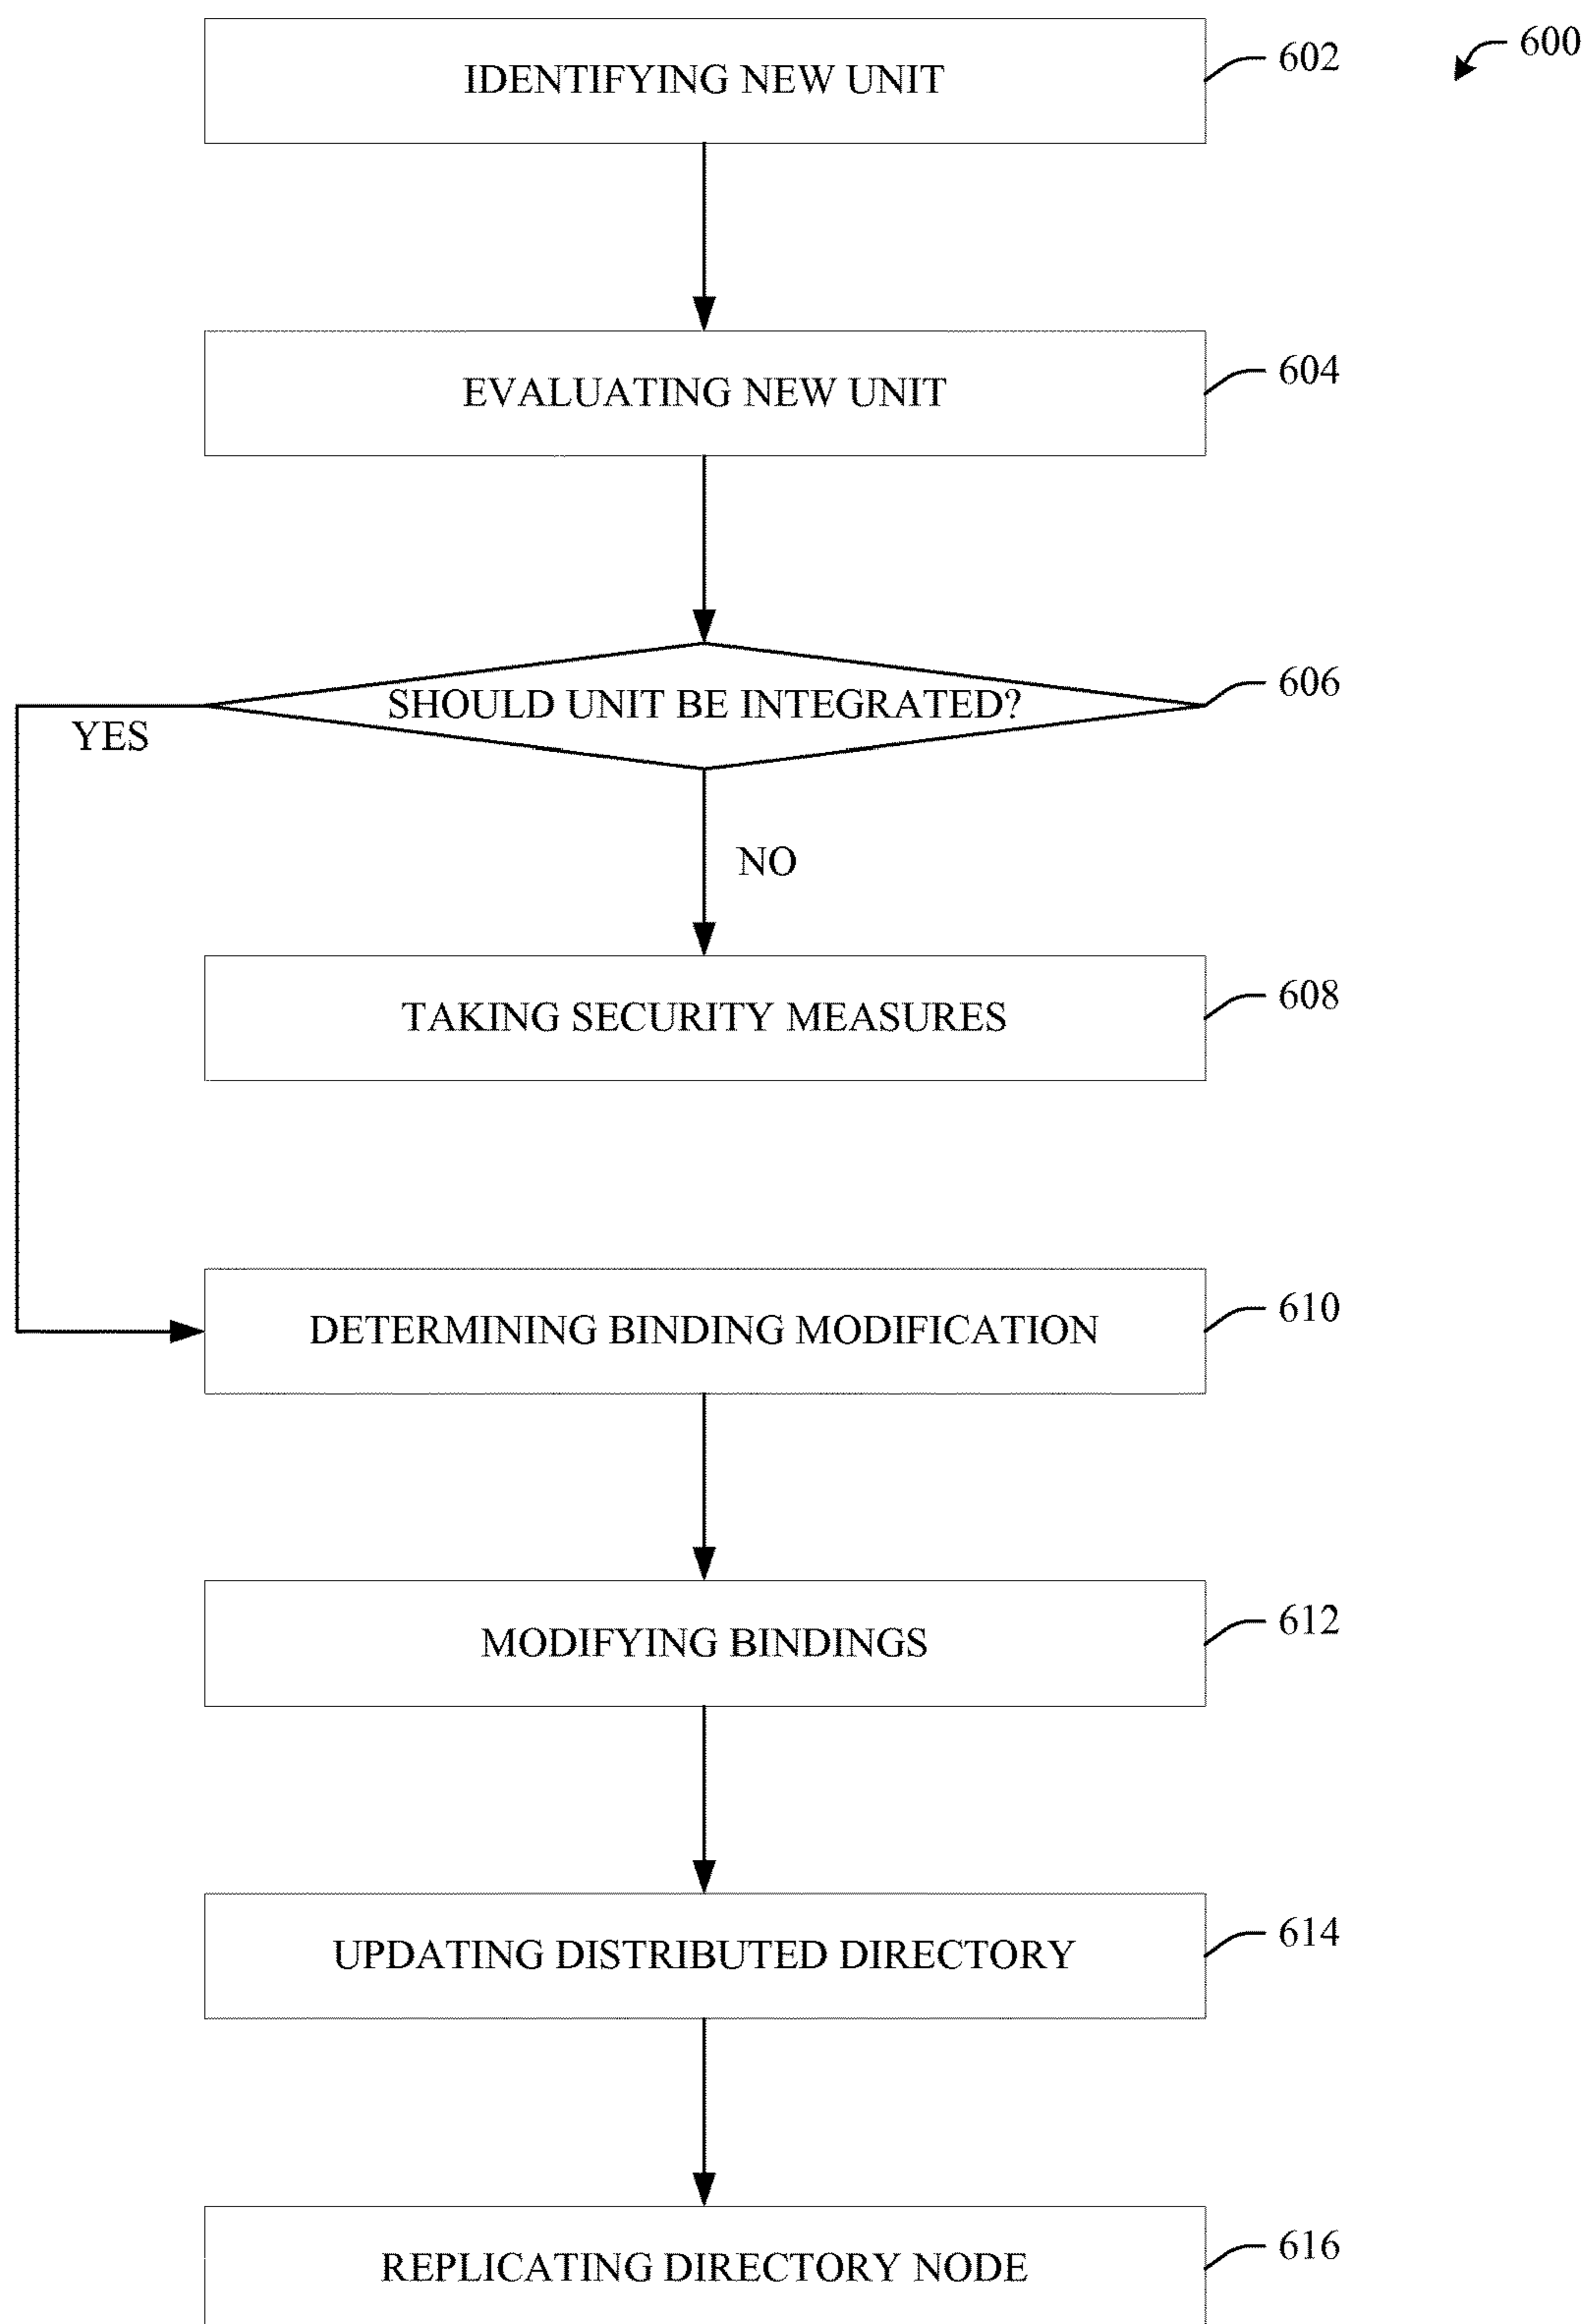 600
IDENTIFYING NEW UNIT
602
EVALUATING NEW UNIT
604
SHOULD UNIT BE INTEGRATED?
606
YES
NO
TAKING SECURITY MEASURES
608
DETERMINING BINDING MODIFICATION
610
MODIFYING BINDINGS
612
UPDATING DISTRIBUTED DIRECTORY
614
REPLICATING DIRECTORY NODE
616